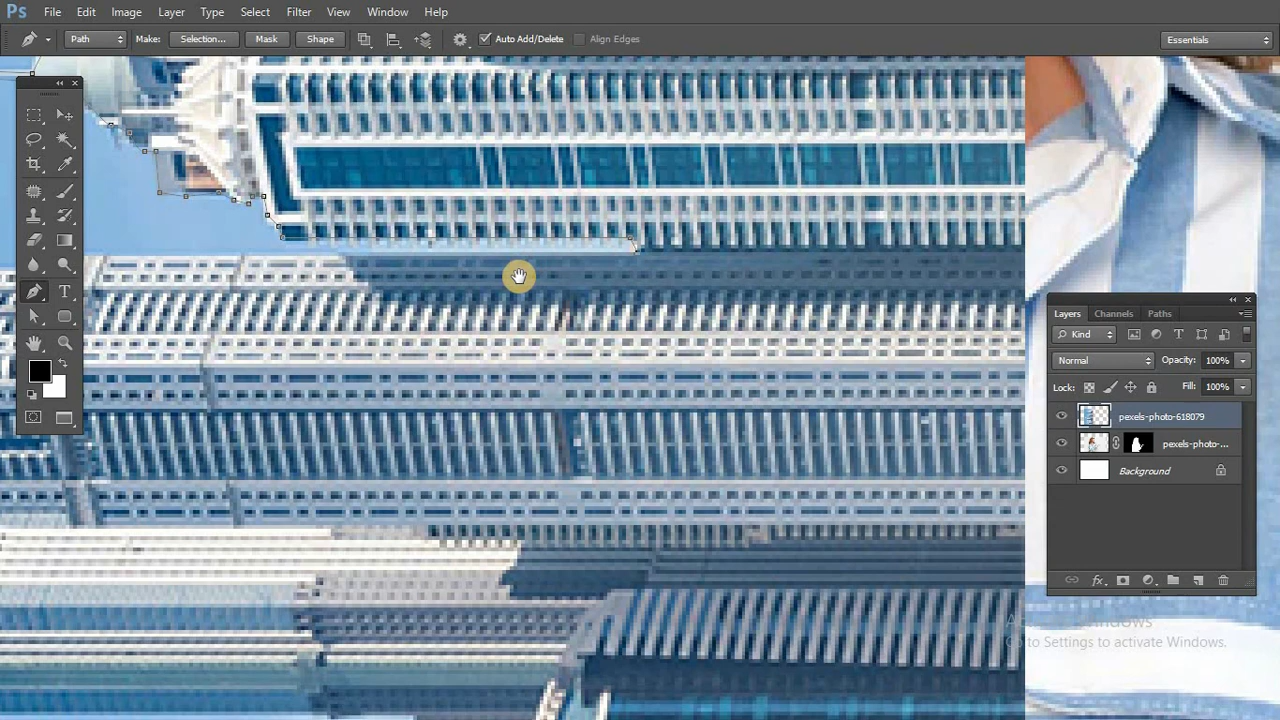 Ps File Edit Image Layer Type Select Filter View Window Help
Path Make: Selection... Mask Shape Auto Add/Delete Align Edges Essentials
Layers Channels Paths
Kind
Normal Opacity: 100%
Lock: Fill: 100%
pexels-photo-618079
pexels-photo-...
Background
fx
Go to Settings to activate Windows.